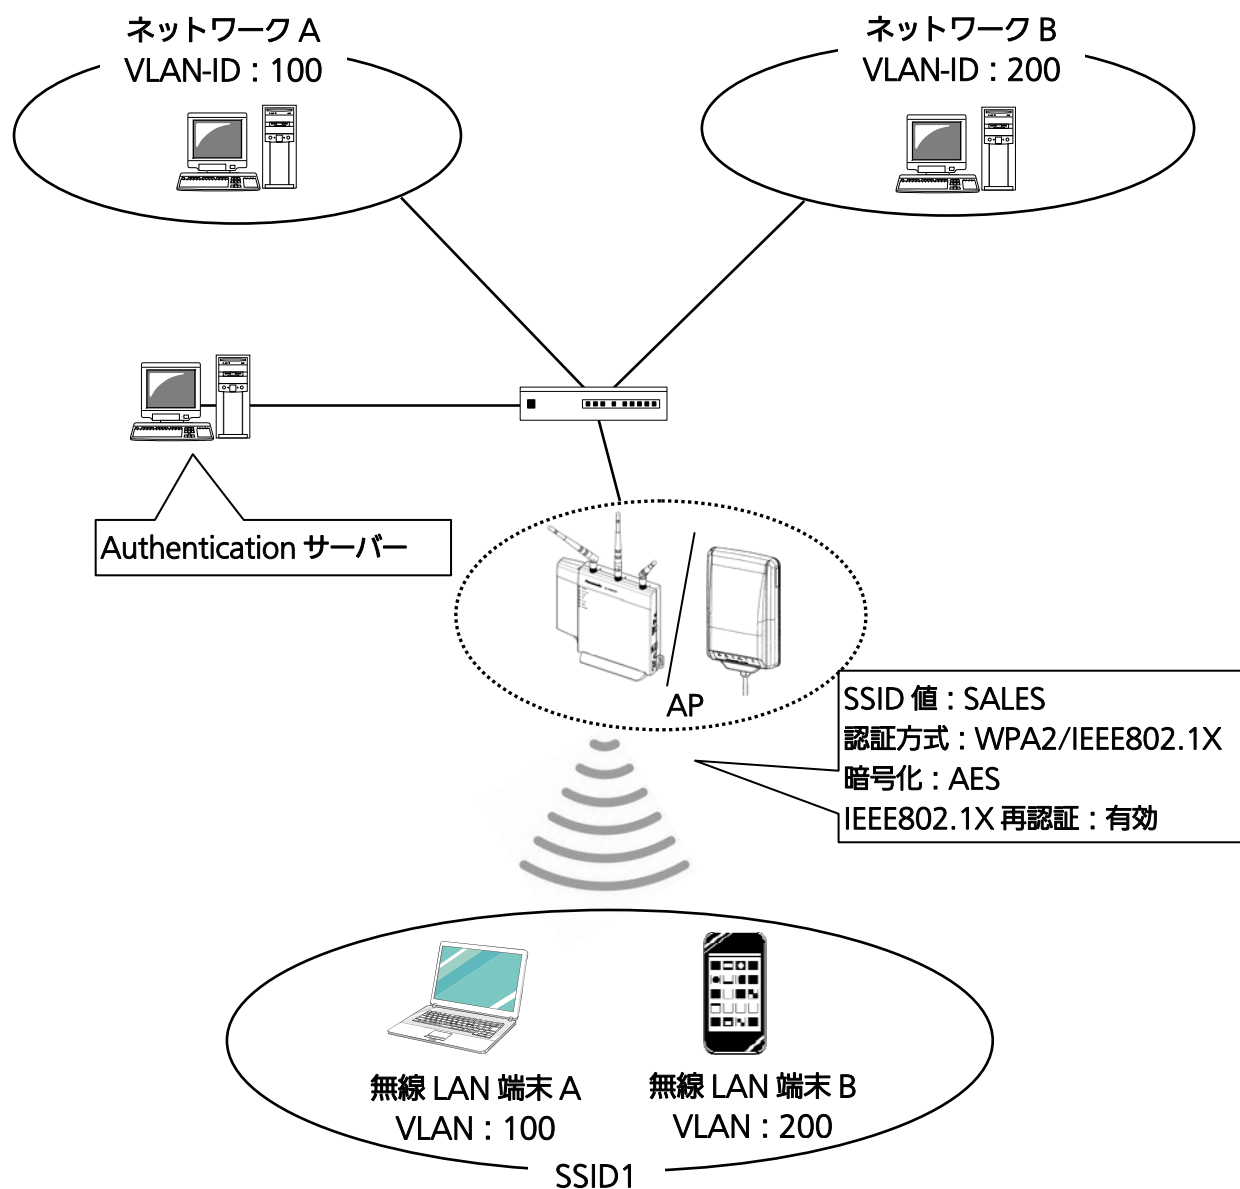 ネットワーク A
VLAN-ID : 100
ネットワーク B
VLAN-ID : 200
Authentication サーバー
AP
SSID 値 : SALES
認証方式 : WPA2/IEEE802.1X
暗号化 : AES
IEEE802.1X 再認証 : 有効
無線 LAN 端末 A
VLAN : 100
無線 LAN 端末 B
VLAN : 200
SSID1